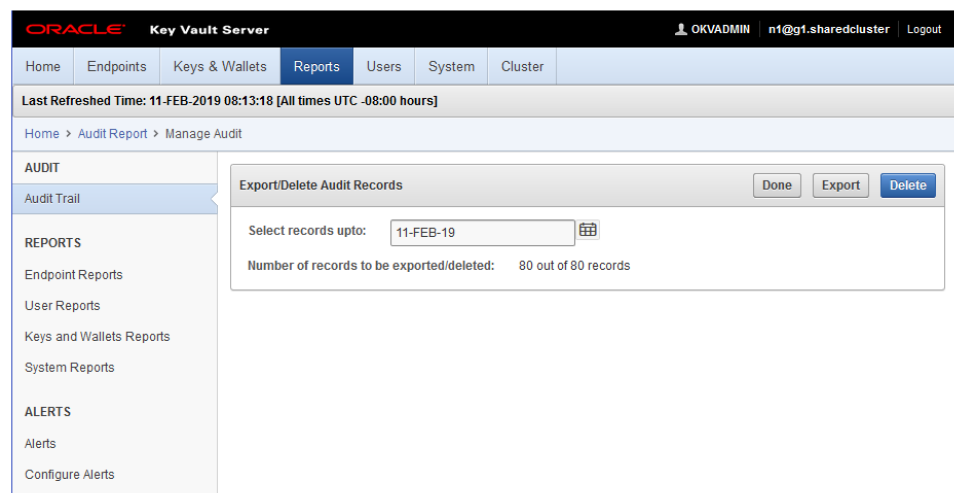 ORACLE Key Vault Server OKVADMIN n1@g1.sharedcluster Logout
Home Endpoints Keys & Wallets Reports Users System Cluster
Last Refreshed Time: 11-FEB-2019 08:13:18 [All times UTC -08:00 hours]
Home > Audit Report > Manage Audit
AUDIT
Audit Trail
REPORTS
Endpoint Reports
User Reports
Keys and Wallets Reports
System Reports
ALERTS
Alerts
Configure Alerts
Export/Delete Audit Records Done Export Delete
Select records upto: 11-FEB-19
Number of records to be exported/deleted: 80 out of 80 records